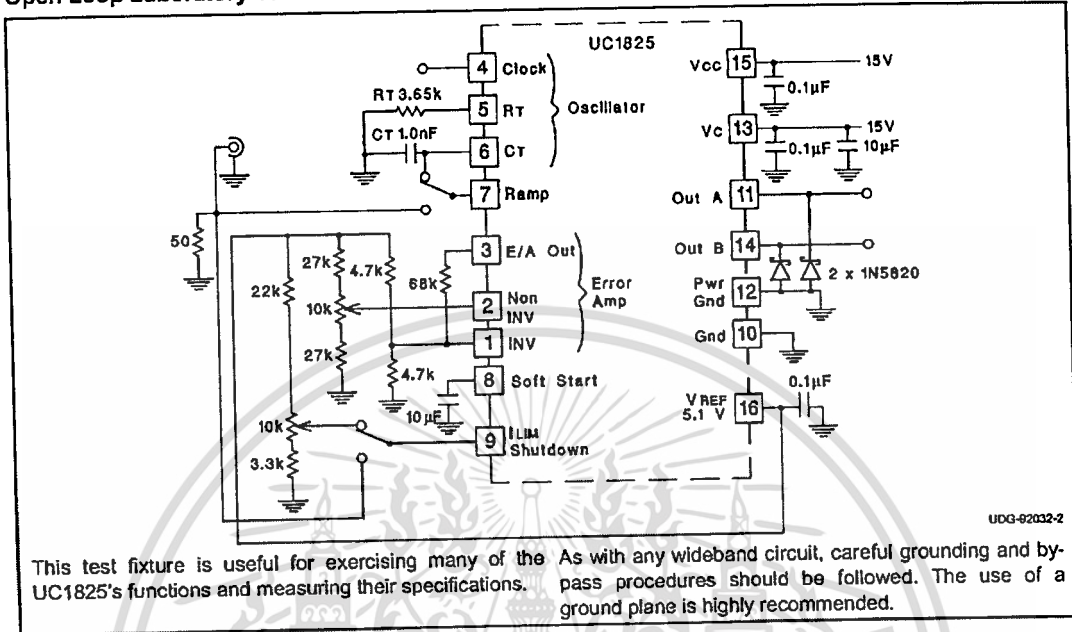 UC1825
4 Clock
RT 3.65k
5 RT
Oscillator
CT 1.0nF
6 CT
7 Ramp
50
3 E/A Out
27k
4.7k
68k
22k
Error
Amp
10k
2 Non
INV
1 INV
27k
4.7k
8 Soft Start
10µF
10k
9 ILIM
Shutdown
3.3k
Vcc 15 15V
0.1µF
Vc 13 15V
0.1µF 10µF
Out A 11
Out B 14
2 x 1N5820
Pwr
Gnd 12
Gnd 10
0.1µF
VREF
5.1 V 16
UDG-92032-2
This test fixture is useful for exercising many of the
UC1825's functions and measuring their specifications.
As with any wideband circuit, careful grounding and by-
pass procedures should be followed. The use of a
ground plane is highly recommended.